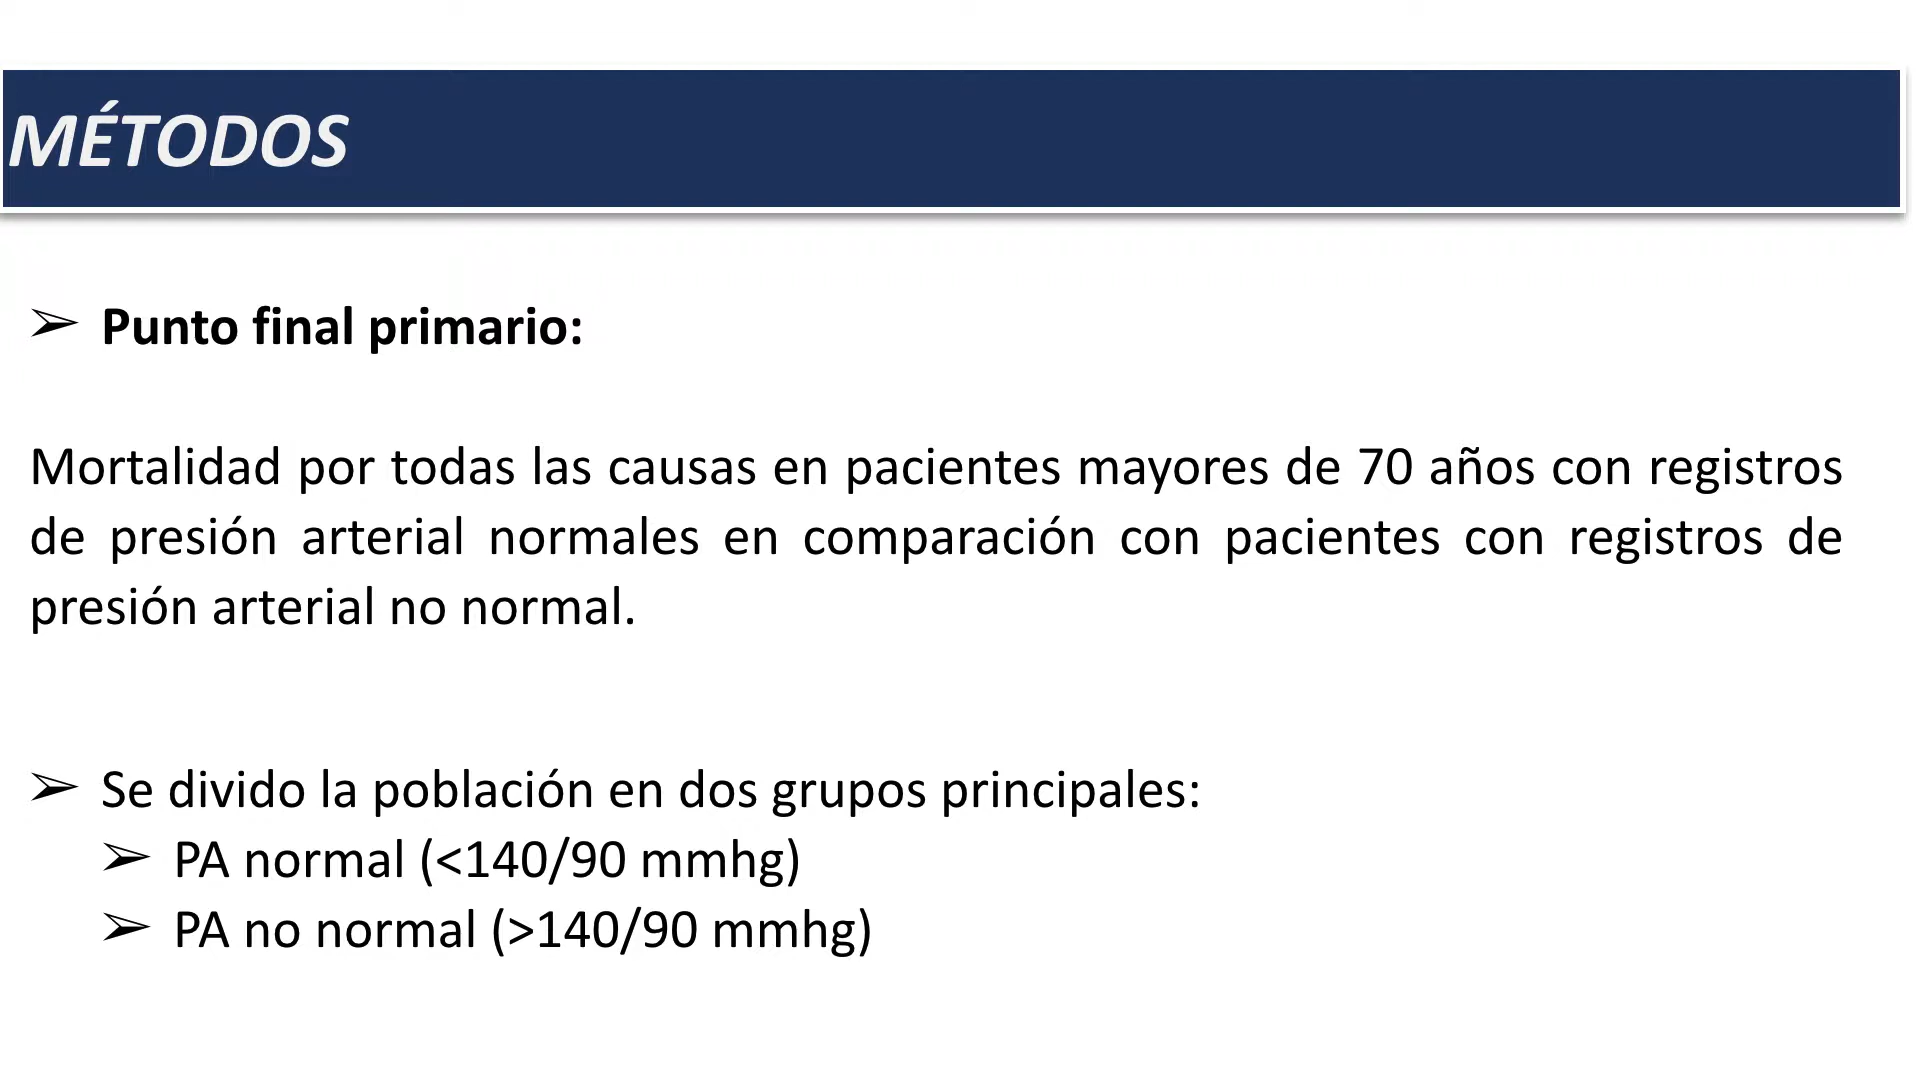 MÉTODOS
➢ Punto final primario:
Mortalidad por todas las causas en pacientes mayores de 70 años con registros
de presión arterial normales en comparación con pacientes con registros de
presión arterial no normal.
➢ Se divido la población en dos grupos principales:
➢ PA normal (<140/90 mmhg)
➢ PA no normal (>140/90 mmhg)